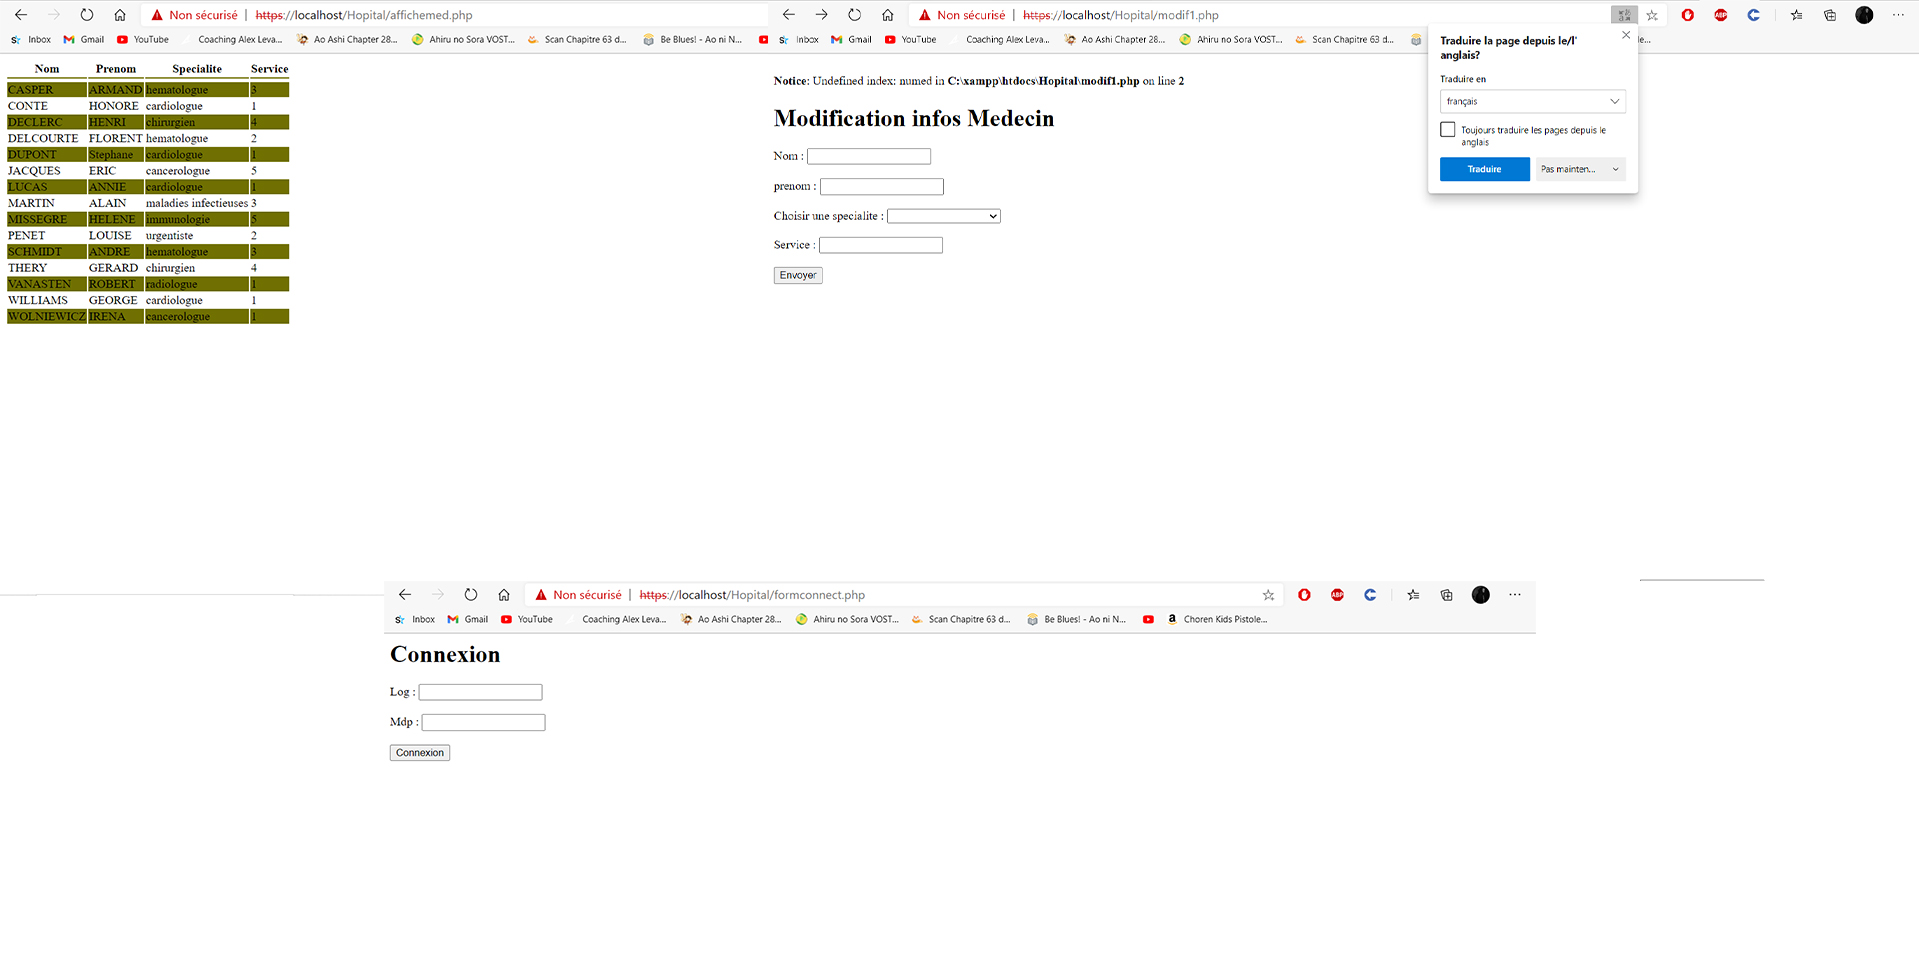 Non sécurisé | https://localhost/Hopital/affichemed.php
Inbox Gmail YouTube Coaching Alex Leva... Ao Ashi Chapter 28... Ahiru no Sora VOST... Scan Chapitre 63 d... Be Blues! - Ao ni N...
Nom Prenom Specialite Service
CASPER ARMAND hematologue 3
CONTE HONORE cardiologue 1
DECLERC HENRI chirurgien 4
DELCOURTE FLORENT hematologue 2
DUPONT Stephane cardiologue 1
JACQUES ERIC cancerologue 5
LUCAS ANNIE cardiologue 1
MARTIN ALAIN maladies infectieuses 3
MISSEGRE HELENE immunologie 5
PENET LOUISE urgentiste 2
SCHMIDT ANDRE hematologue 3
THERY GERARD chirurgien 4
VANASTEN ROBERT radiologue 1
WILLIAMS GEORGE cardiologue 1
WOLNIEWICZ IRENA cancerologue 1
Non sécurisé | https://localhost/Hopital/modif1.php
ABP
Inbox Gmail YouTube Coaching Alex Leva... Ao Ashi Chapter 28... Ahiru no Sora VOST... Scan Chapitre 63 d... le...
Notice: Undefined index: numed in C:\xampp\htdocs\Hopital\modif1.php on line 2
Modification infos Medecin
Nom :
prenom :
Choisir une specialite :
Service :
Envoyer
Traduire la page depuis le/l'
anglais?
Traduire en
français
Toujours traduire les pages depuis le
anglais
Traduire Pas mainten...
Non sécurisé | https://localhost/Hopital/formconnect.php
ABP
Inbox Gmail YouTube Coaching Alex Leva... Ao Ashi Chapter 28... Ahiru no Sora VOST... Scan Chapitre 63 d... Be Blues! - Ao ni N... Choren Kids Pistole...
Connexion
Log :
Mdp :
Connexion